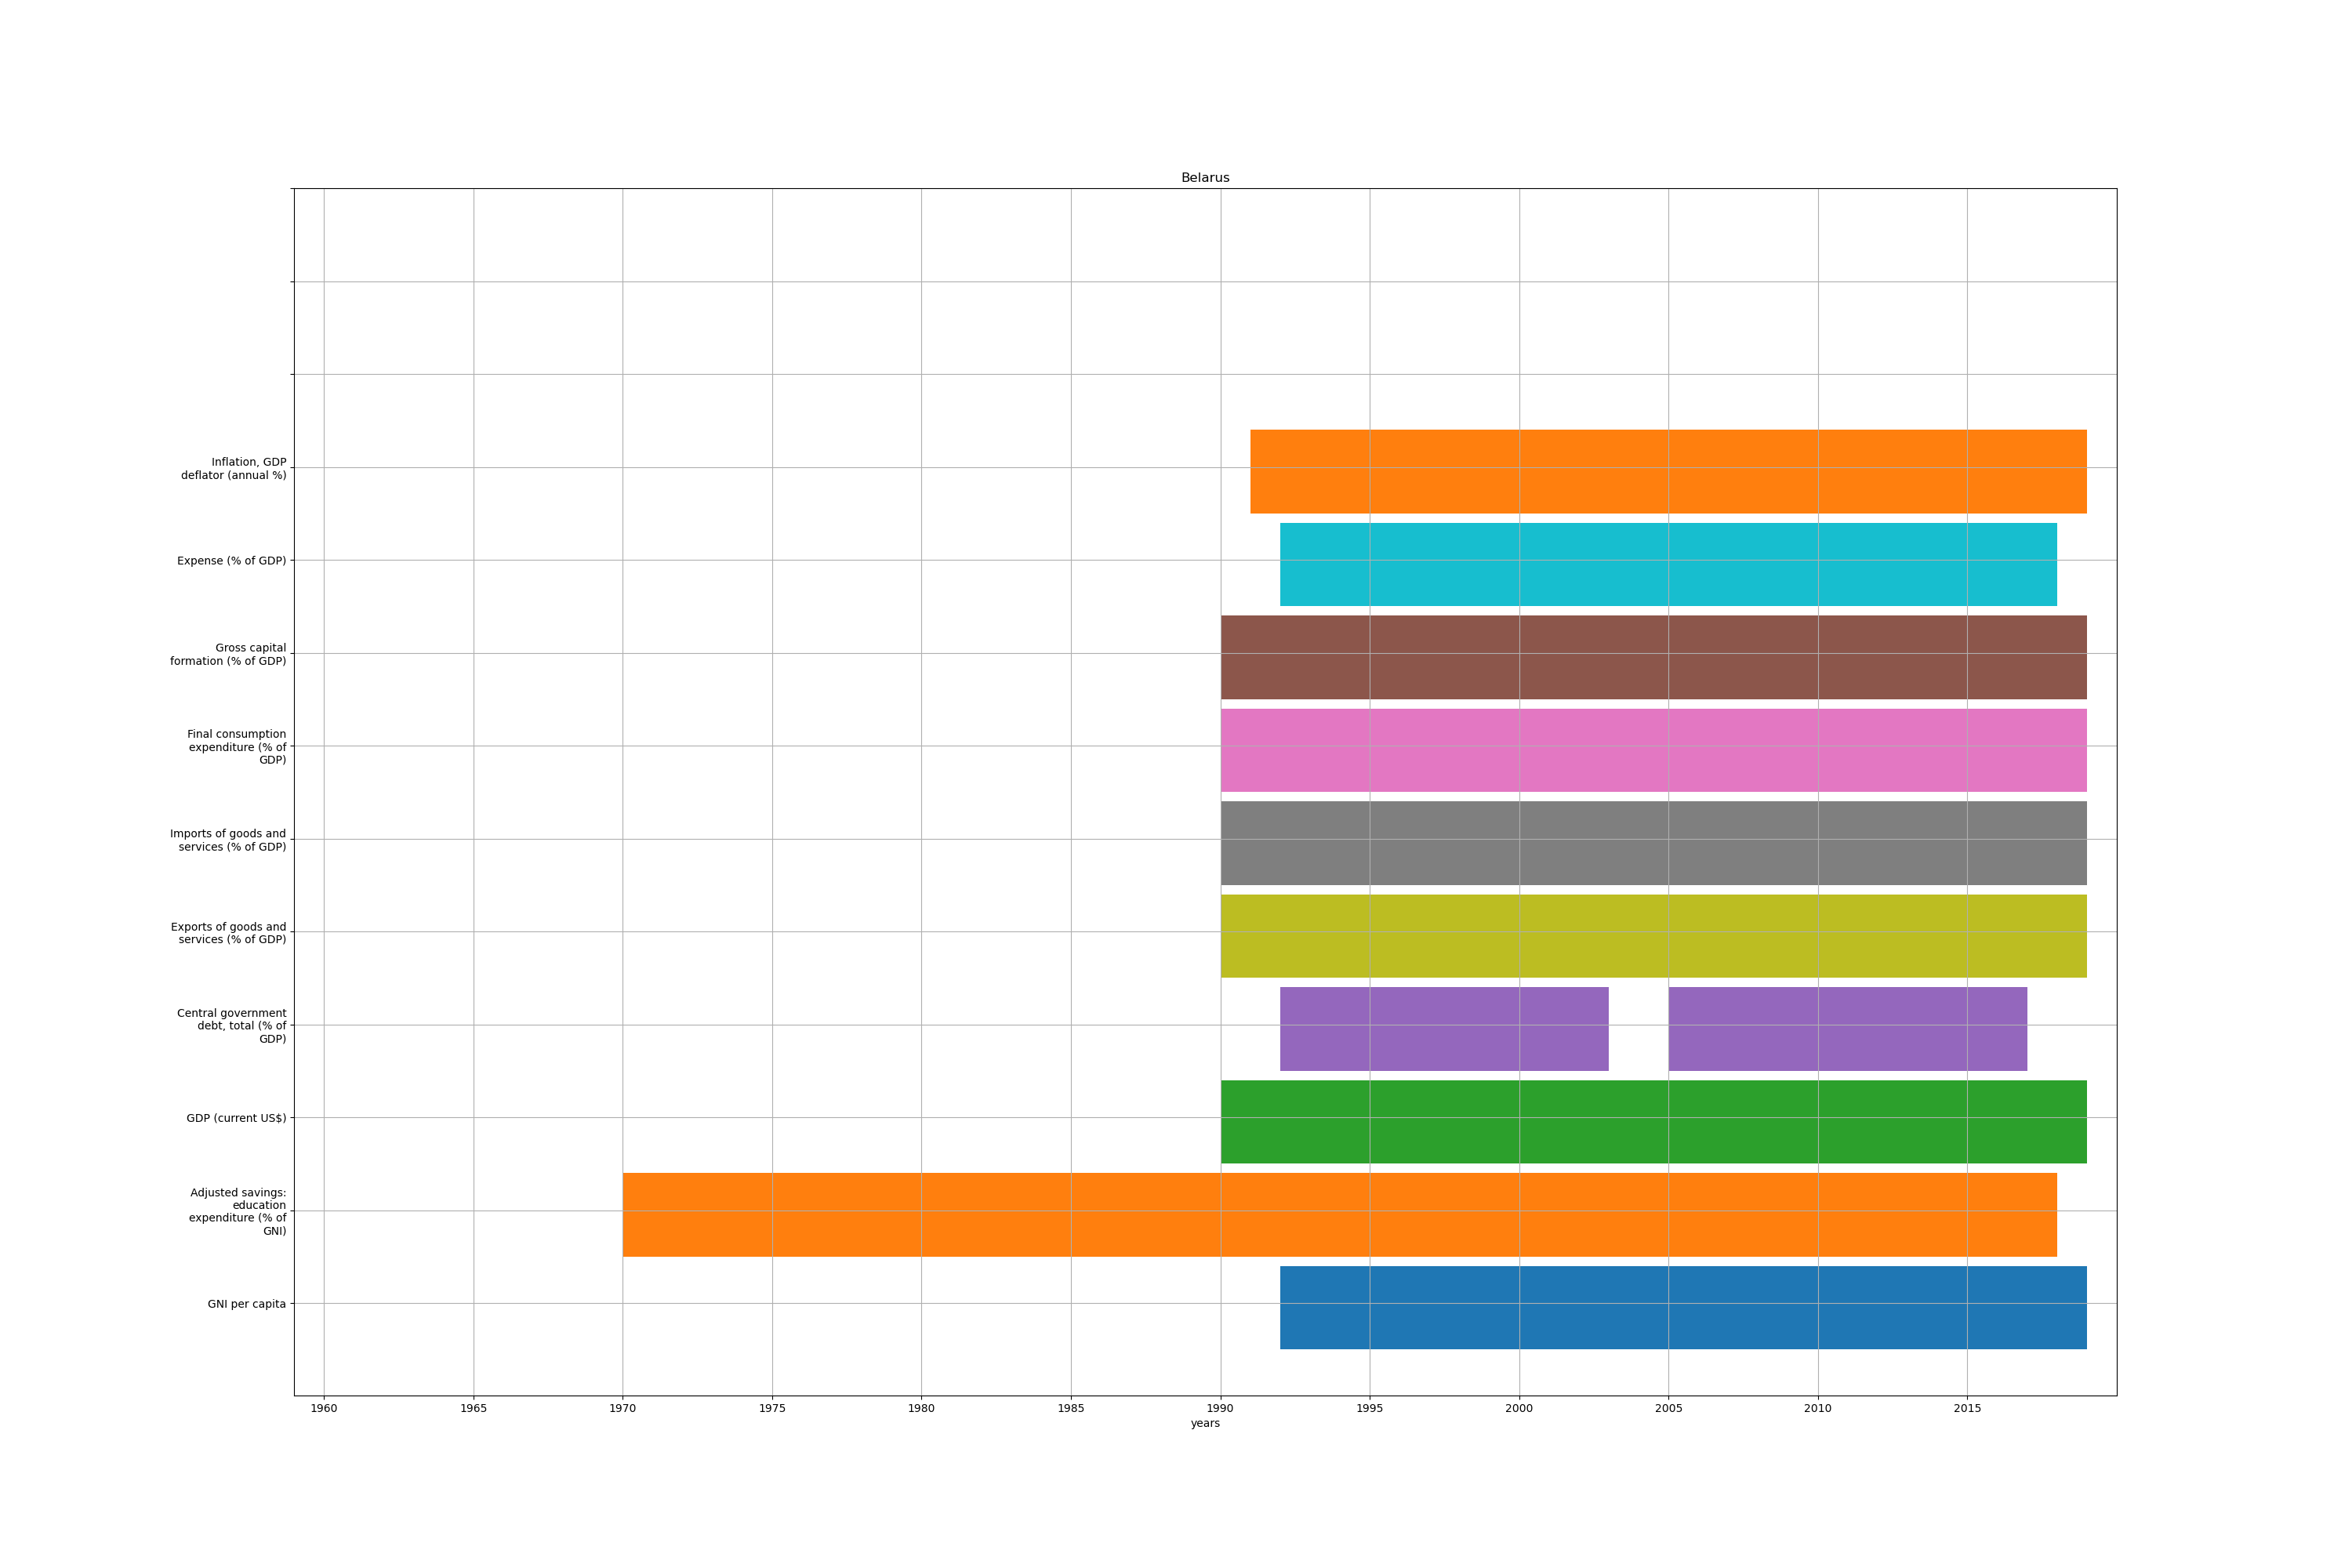 Belarus
Inflation, GDP
deflator (annual %)
Expense (% of GDP)
Gross capital
formation (% of GDP)
Final consumption
expenditure (% of
GDP)
Imports of goods and
services (% of GDP)
Exports of goods and
services (% of GDP)
Central government
debt, total (% of
GDP)
GDP (current US$)
Adjusted savings:
education
expenditure (% of
GNI)
GNI per capita
1960 1965 1970 1975 1980 1985 1990 1995 2000 2005 2010 2015
years